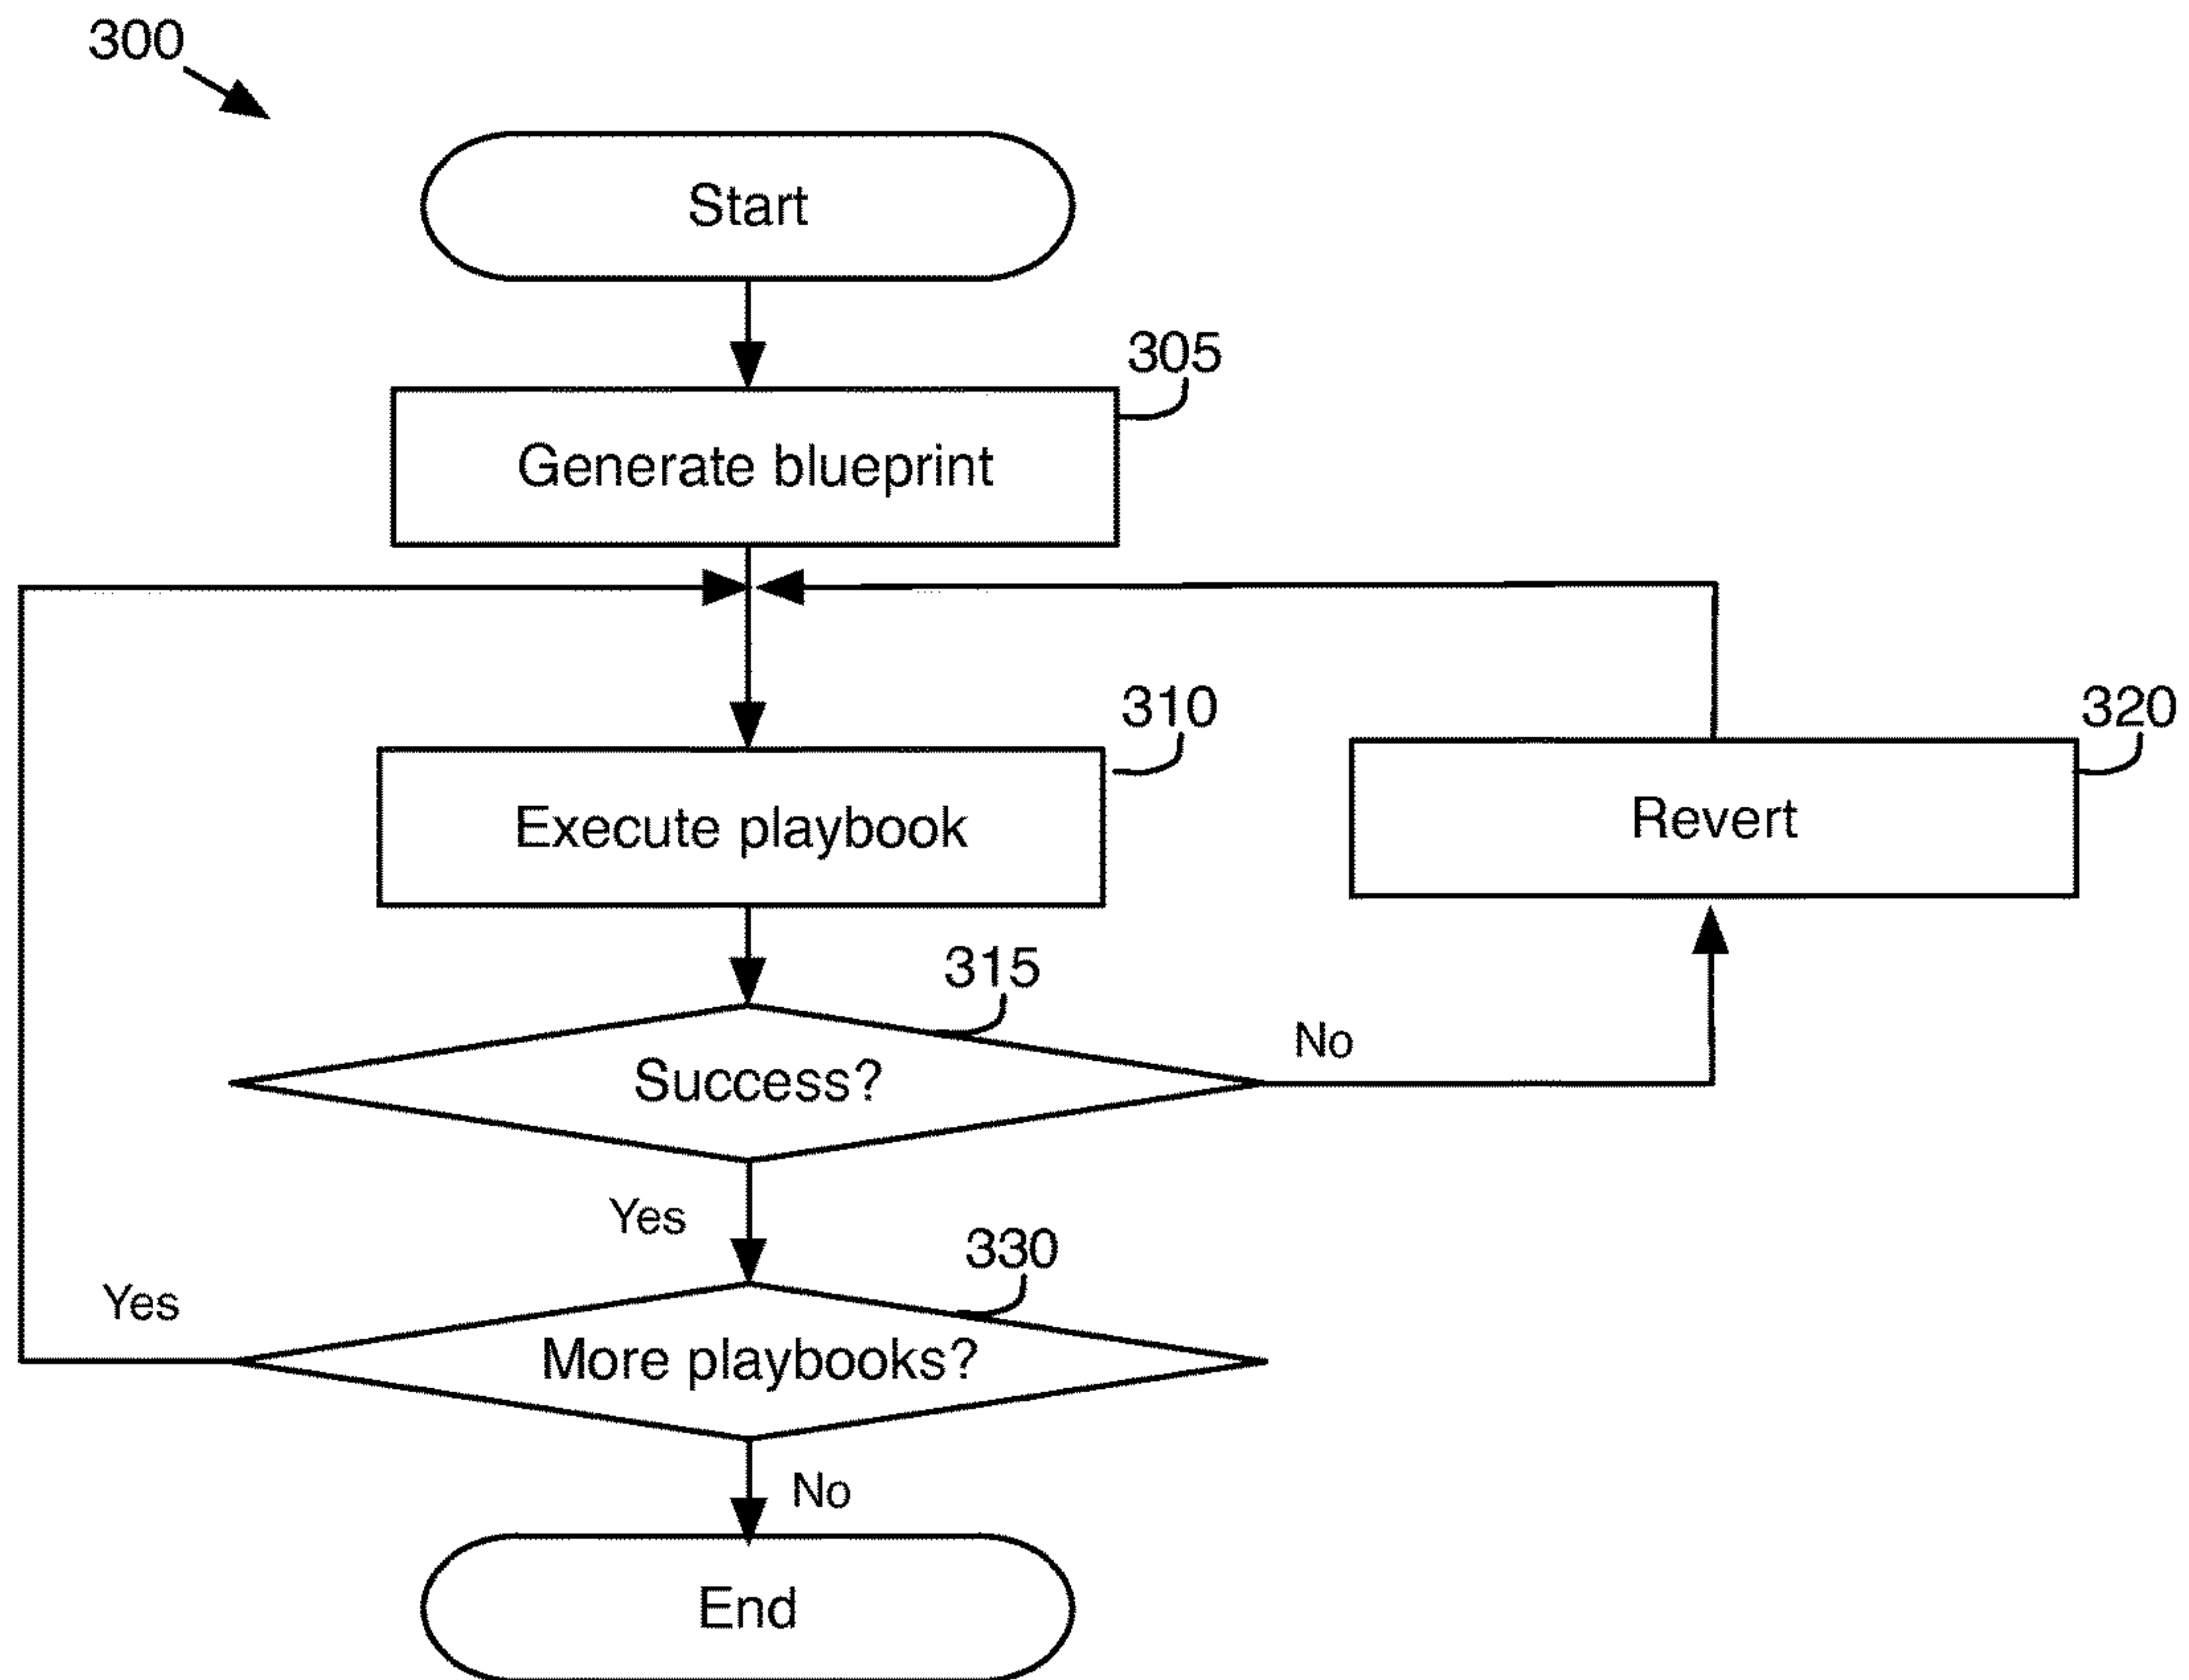 300
Start
305
Generate blueprint
310
320
Execute playbook
Revert
315
No
Success?
Yes
330
Yes
More playbooks?
No
End